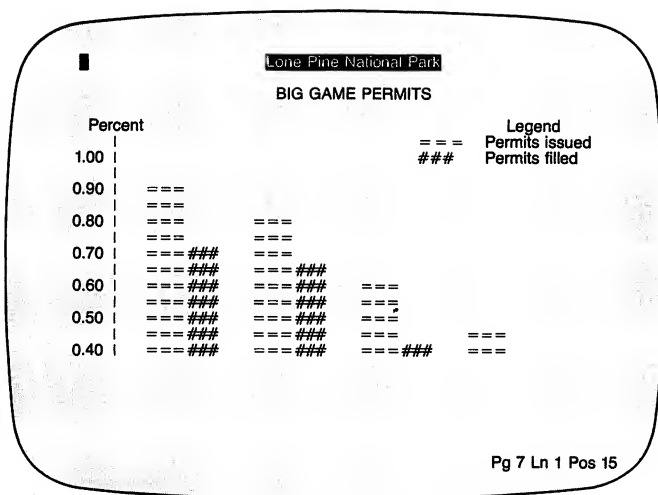 Lone Pine National Park
BIG GAME PERMITS
Percent Legend
=== Permits issued
1.00 | ### Permits filled
0.90 | ===
|  ===
0.80 | === ===
| === ===
0.70 | ===### ===
| ===### ===###
0.60 | ===### ===### ===
| ===### ===### ===
0.50 | ===### ===### ===
| ===### ===### === ===
0.40 | ===### ===### ===### ===
Pg 7 Ln 1 Pos 15